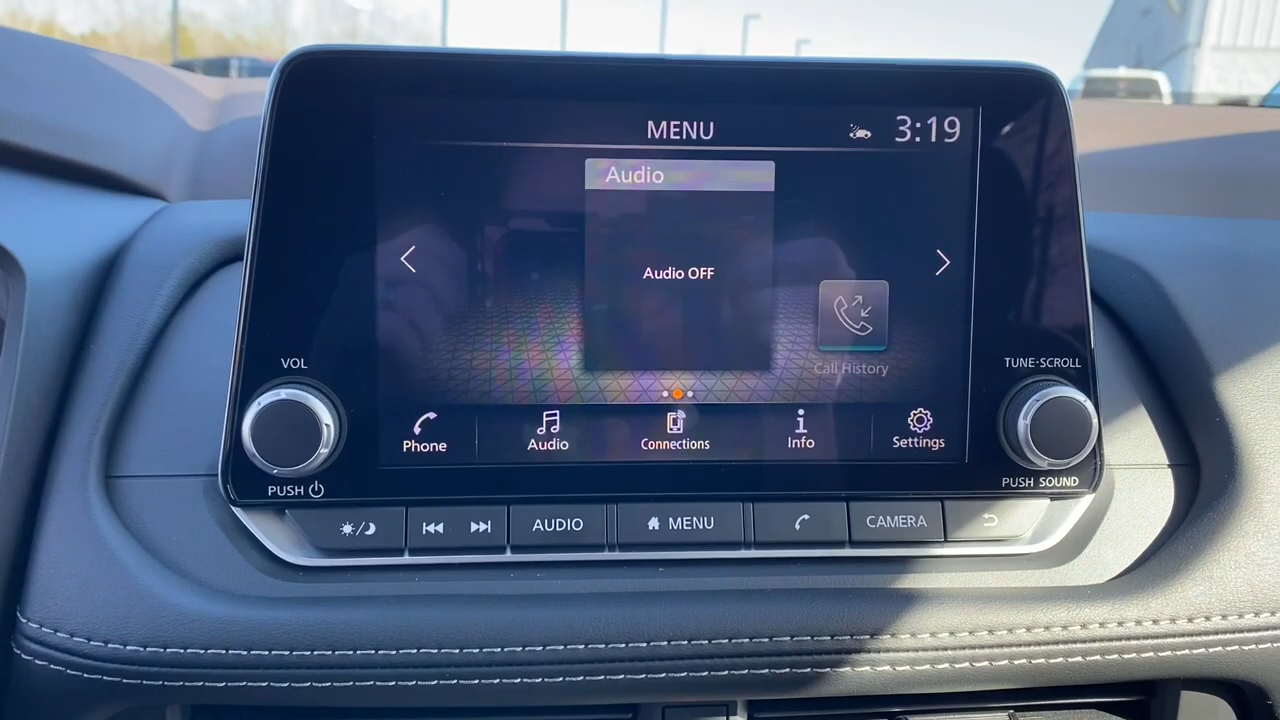 MENU
3:19
Audio
Audio OFF
Call History
VOL
TUNE·SCROLL
Phone
Audio
Connections
Info
Settings
PUSH
PUSH SOUND
AUDIO
MENU
CAMERA